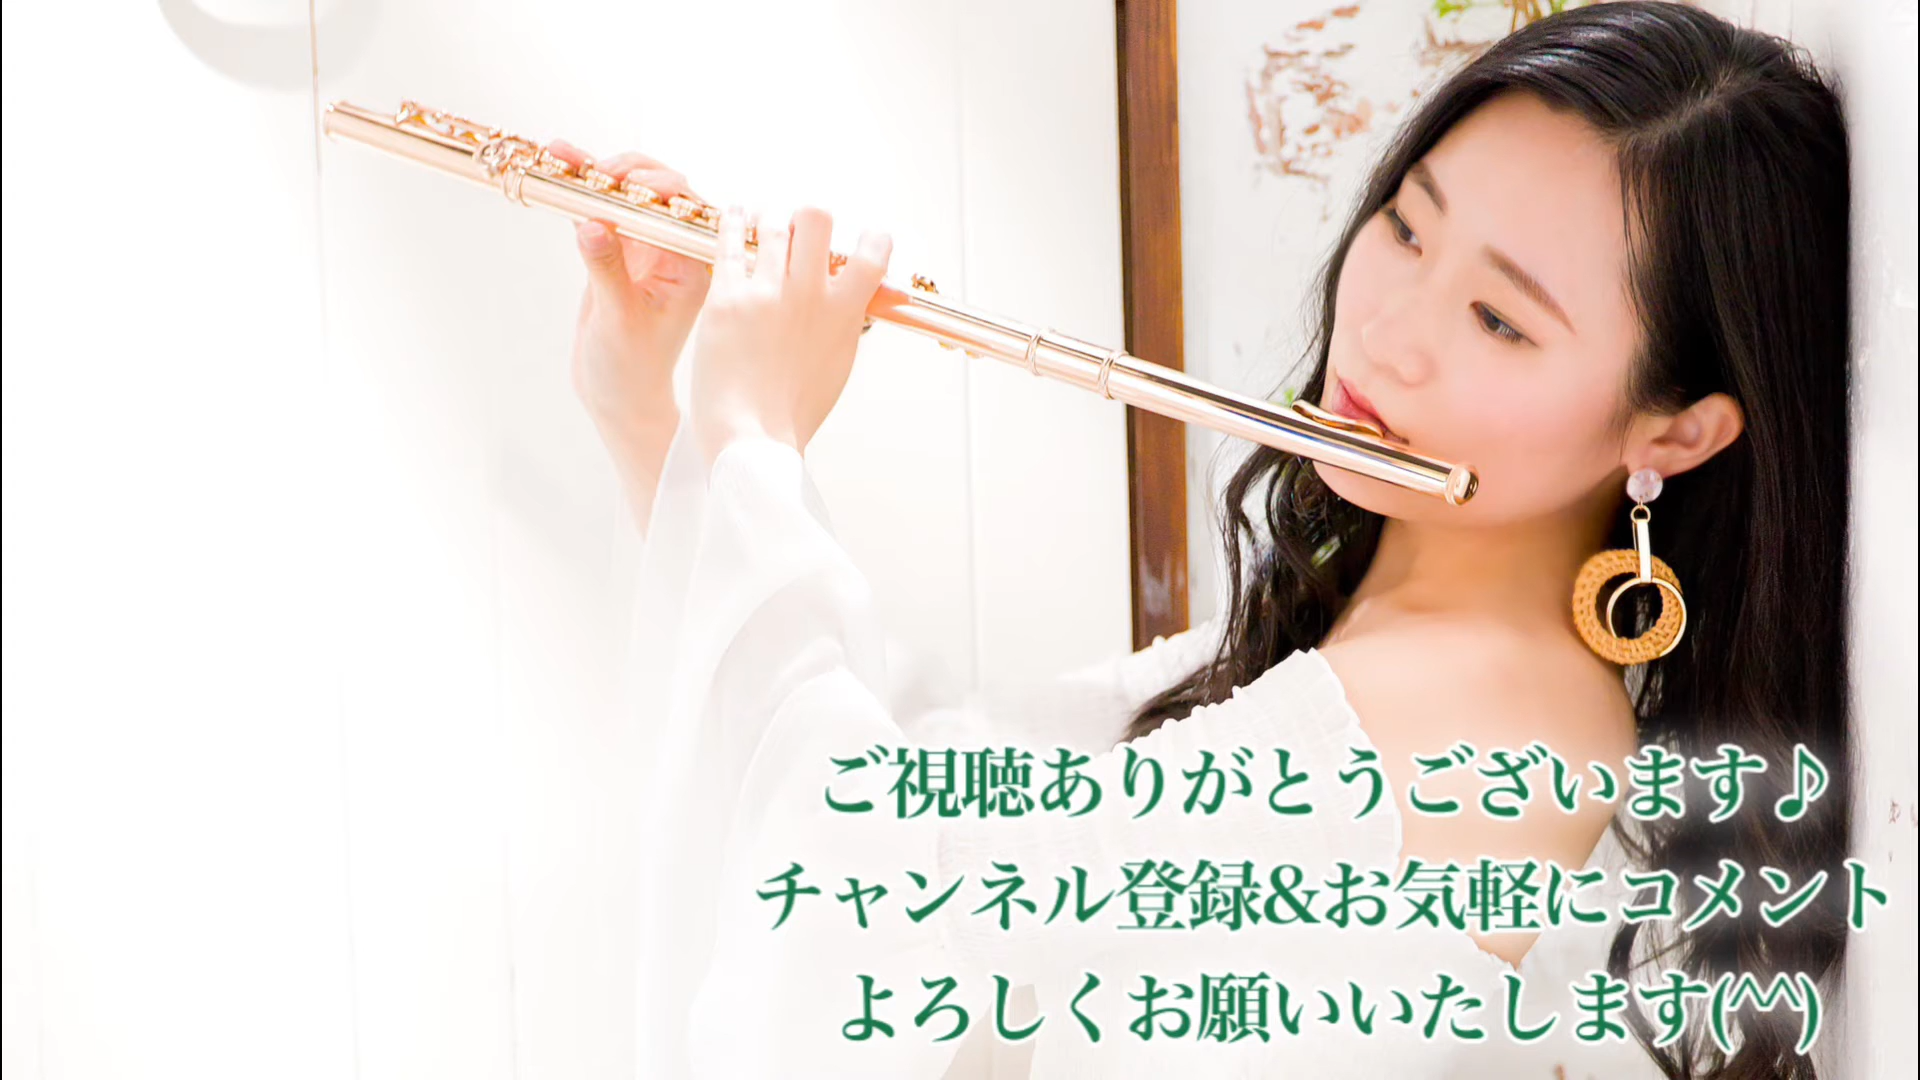 ご視聴ありがとうございます♪
チャンネル登録&お気軽にコメント
よろしくお願いいたします(^^)